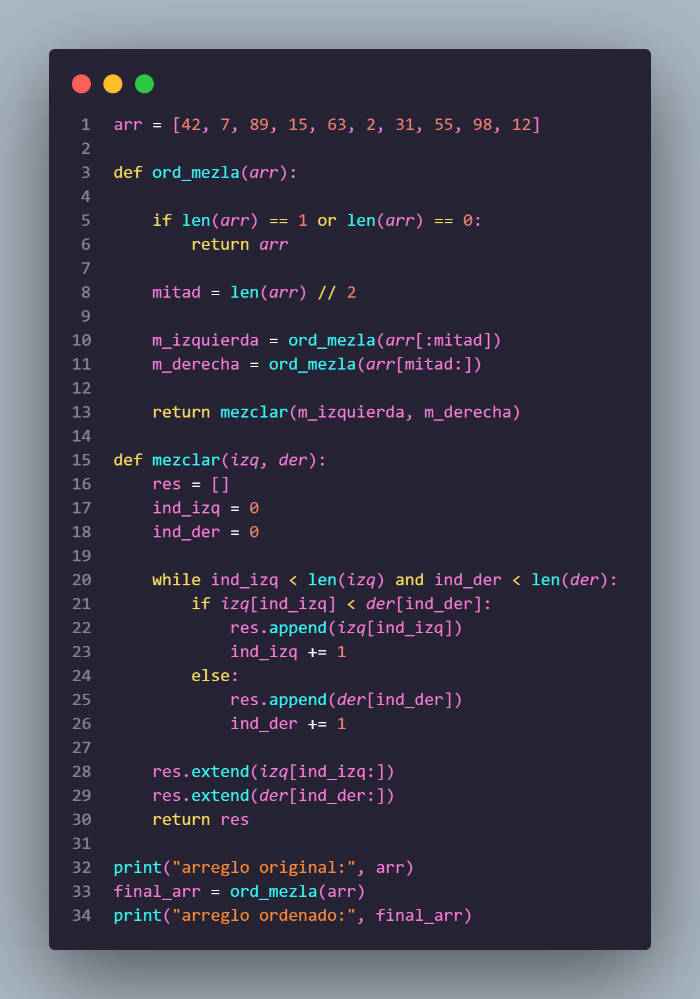 1 arr = [42, 7, 89, 15, 63, 2, 31, 55, 98, 12]
2
3 def ord_mezla(arr):
4
5     if len(arr) == 1 or len(arr) == 0:
6         return arr
7
8     mitad = len(arr) // 2
9
10     m_izquierda = ord_mezla(arr[:mitad])
11     m_derecha = ord_mezla(arr[mitad:])
12
13     return mezclar(m_izquierda, m_derecha)
14
15 def mezclar(izq, der):
16     res = []
17     ind_izq = 0
18     ind_der = 0
19
20     while ind_izq < len(izq) and ind_der < len(der):
21         if izq[ind_izq] < der[ind_der]:
22             res.append(izq[ind_izq])
23             ind_izq += 1
24         else:
25             res.append(der[ind_der])
26             ind_der += 1
27
28     res.extend(izq[ind_izq:])
29     res.extend(der[ind_der:])
30     return res
31
32 print("arreglo original:", arr)
33 final_arr = ord_mezla(arr)
34 print("arreglo ordenado:", final_arr)